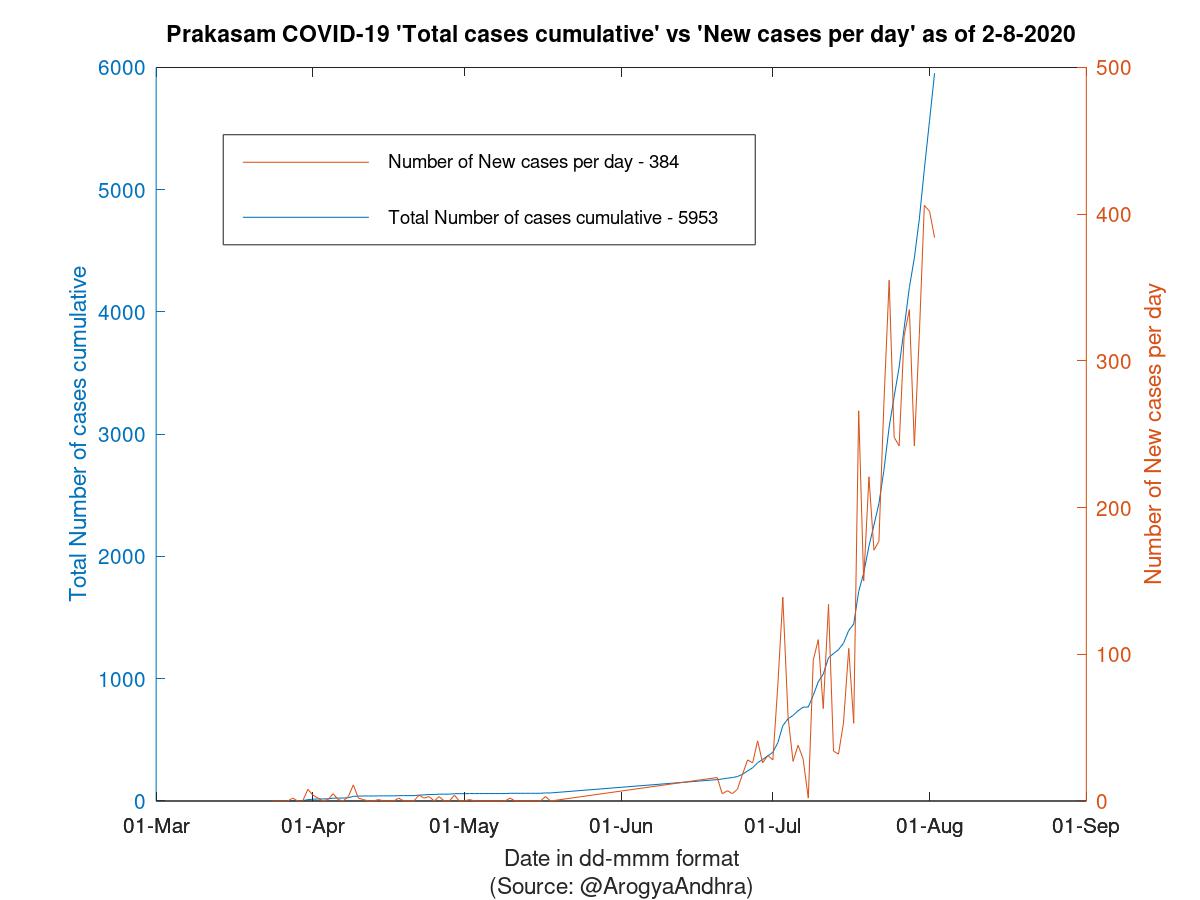 Prakasam COVID-19 'Total cases cumulative' vs 'New cases per day' as of 2-8-2020
6000
5000
4000
3000
2000
1000
0
Total Number of cases cumulative
Number of New cases per day - 384
Total Number of cases cumulative - 5953
500
400
300
200
100
0
Number of New cases per day
01-Mar 01-Apr 01-May 01-Jun 01-Jul 01-Aug 01-Sep
Date in dd-mmm format
(Source: @ArogyaAndhra)